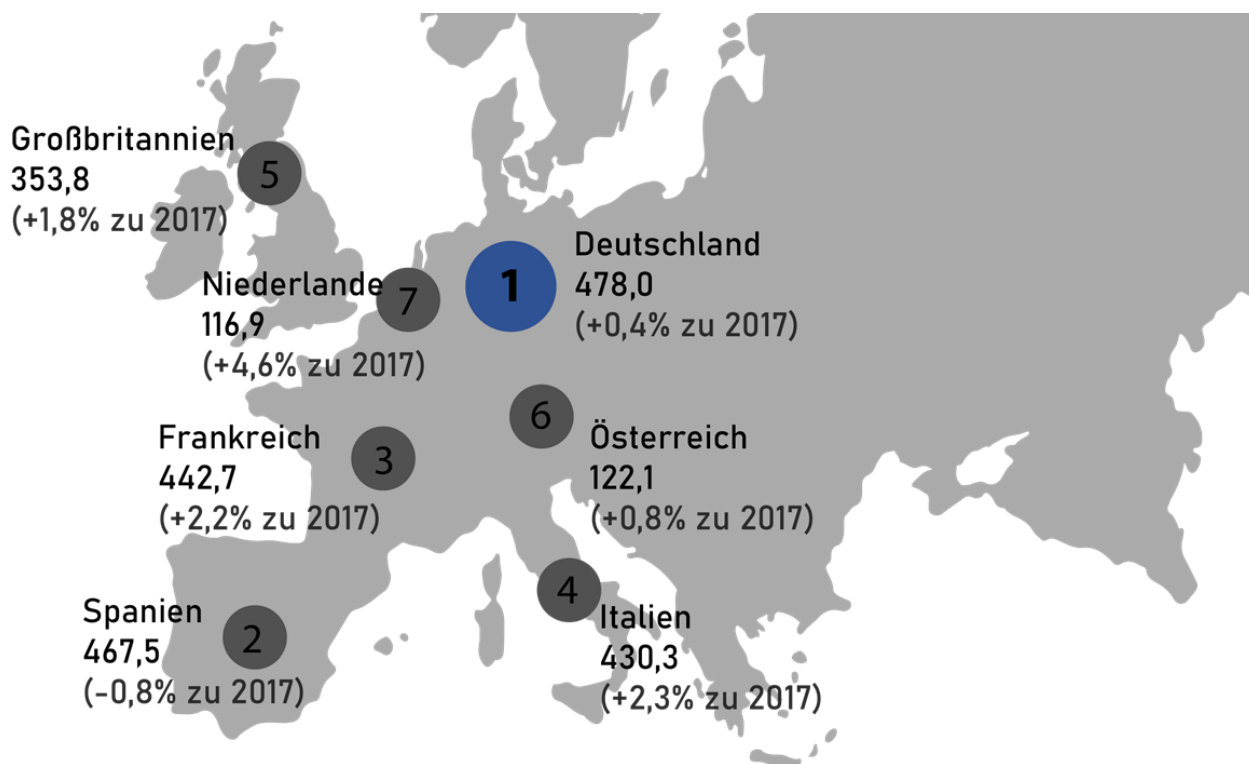 Großbritannien
353,8
(+1,8% zu 2017)
5
Niederlande
116,9
(+4,6% zu 2017)
7
1
Deutschland
478,0
(+0,4% zu 2017)
Frankreich
442,7
(+2,2% zu 2017)
3
6
Österreich
122,1
(+0,8% zu 2017)
Spanien
467,5
(-0,8% zu 2017)
2
4
Italien
430,3
(+2,3% zu 2017)